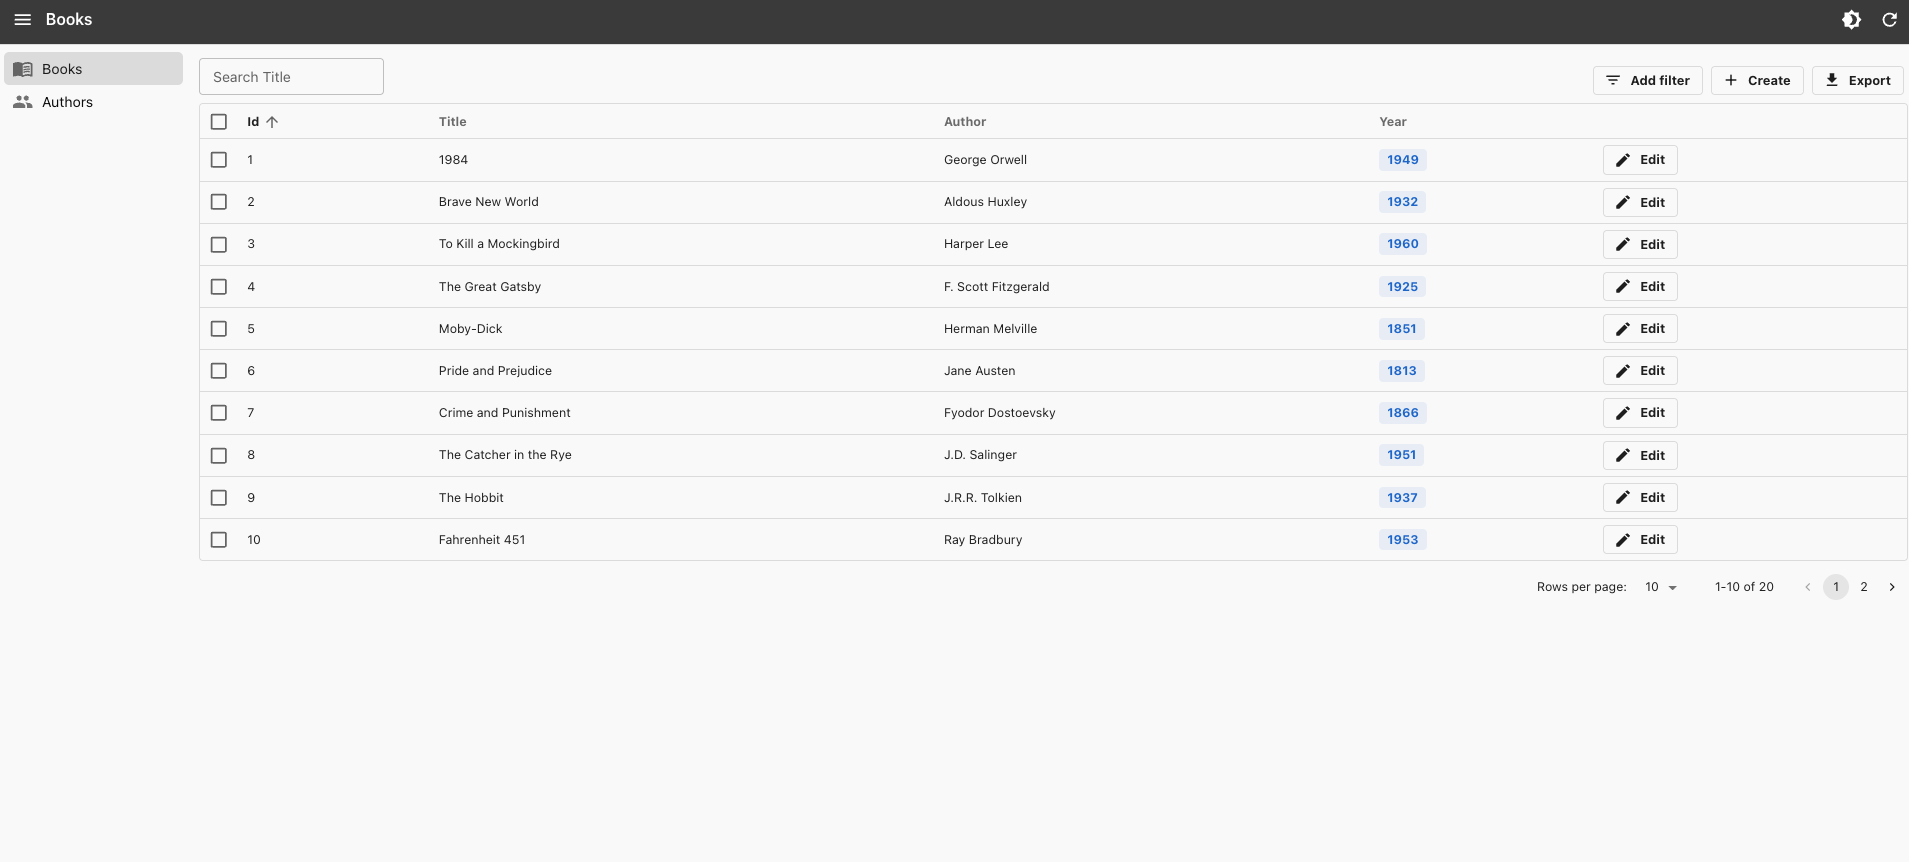 Books
Books
Authors
Search Title
Add filter Create Export
Id Title Author Year
1 1984 George Orwell 1949 Edit
2 Brave New World Aldous Huxley 1932 Edit
3 To Kill a Mockingbird Harper Lee 1960 Edit
4 The Great Gatsby F. Scott Fitzgerald 1925 Edit
5 Moby-Dick Herman Melville 1851 Edit
6 Pride and Prejudice Jane Austen 1813 Edit
7 Crime and Punishment Fyodor Dostoevsky 1866 Edit
8 The Catcher in the Rye J.D. Salinger 1951 Edit
9 The Hobbit J.R.R. Tolkien 1937 Edit
10 Fahrenheit 451 Ray Bradbury 1953 Edit
Rows per page: 10 1-10 of 20 1 2